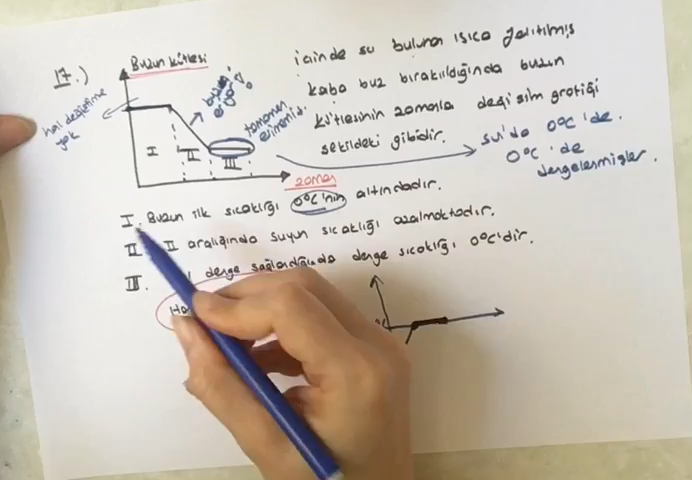 17.)
Buzun kütlesi
içinde su bulunan ısıca yalıtılmış
kaba buz bırakıldığında buzun
kütlesinin zamanla değişim grafiği
şekildeki gibidir.
hal değiştirme
yok
tamamen
I
II
III
zaman
su'da 0°C'de.
0°C'de
dengelenmişler.
I. Buzun ilk sıcaklığı 0°C'nin altındadır.
II II aralığında suyun sıcaklığı azalmaktadır.
III. denge sağlandığında denge sıcaklığı 0°C'dir.